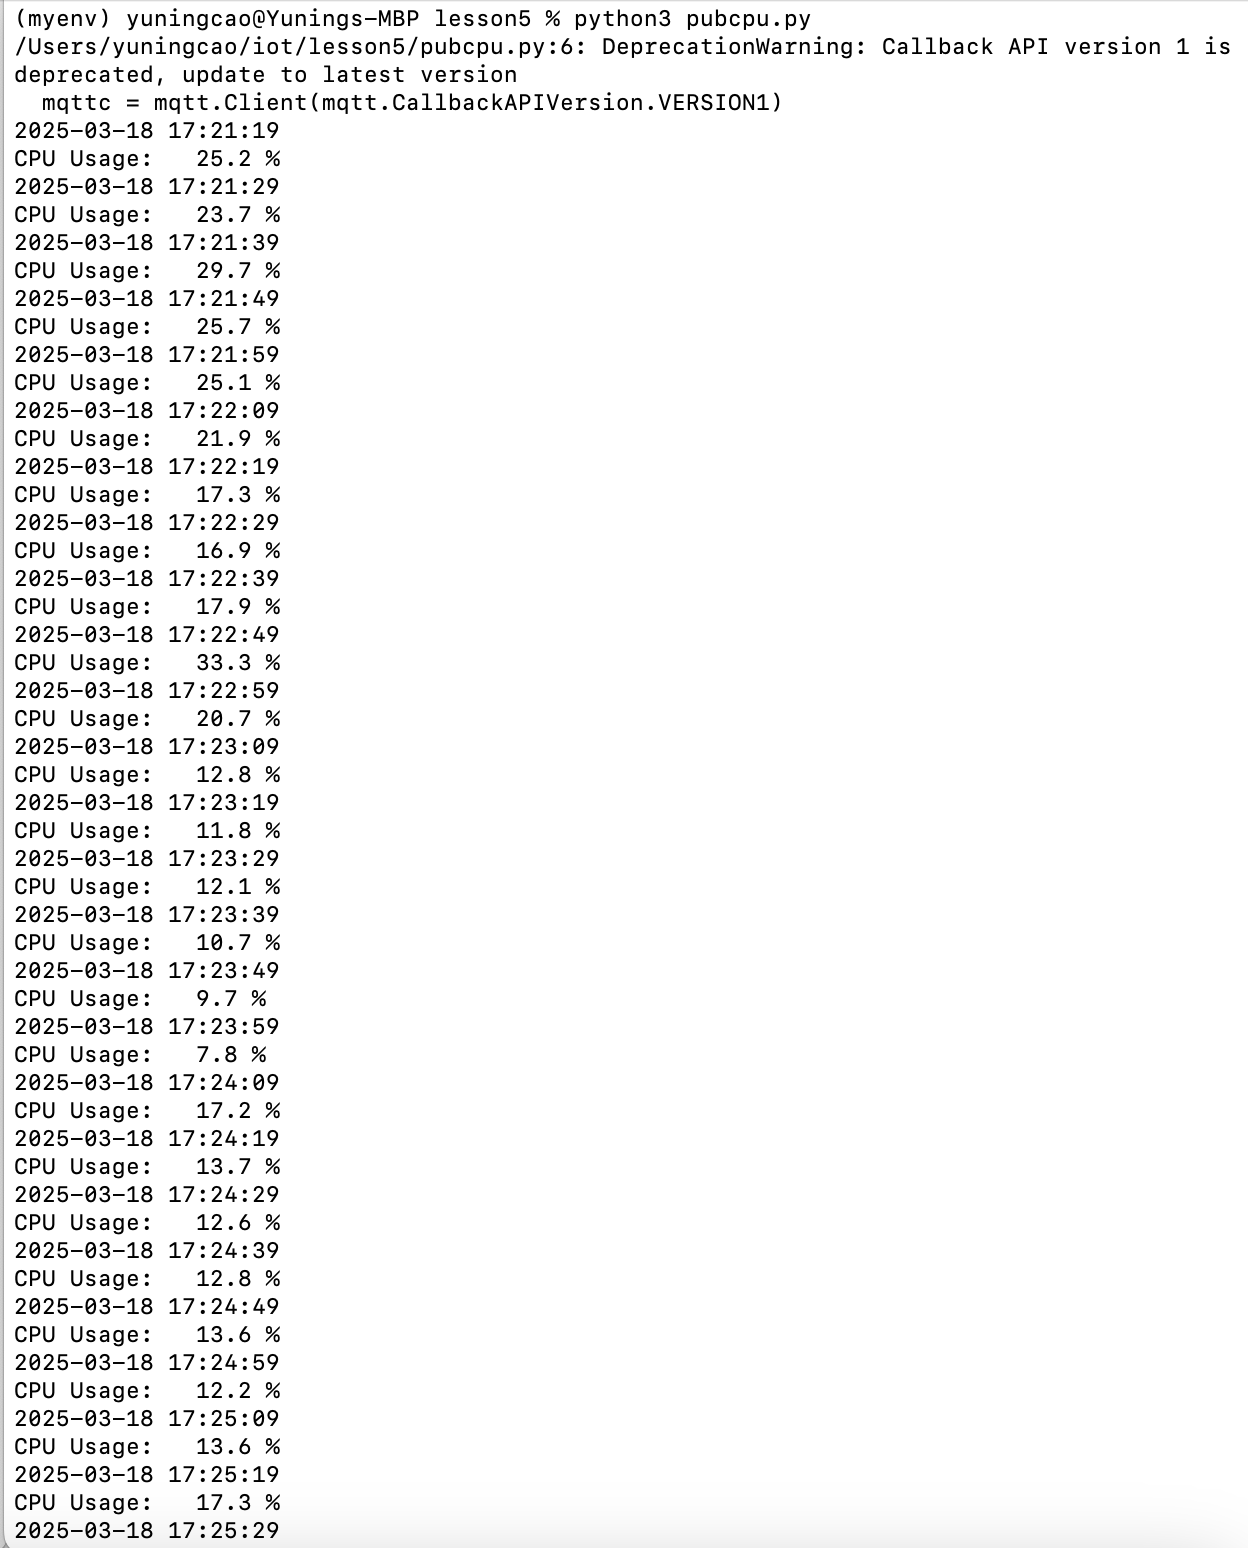 (myenv) yuningcao@Yunings-MBP lesson5 % python3 pubcpu.py
/Users/yuningcao/iot/lesson5/pubcpu.py:6: DeprecationWarning: Callback API version 1 is
deprecated, update to latest version
  mqttc = mqtt.Client(mqtt.CallbackAPIVersion.VERSION1)
2025-03-18 17:21:19
CPU Usage:   25.2 %
2025-03-18 17:21:29
CPU Usage:   23.7 %
2025-03-18 17:21:39
CPU Usage:   29.7 %
2025-03-18 17:21:49
CPU Usage:   25.7 %
2025-03-18 17:21:59
CPU Usage:   25.1 %
2025-03-18 17:22:09
CPU Usage:   21.9 %
2025-03-18 17:22:19
CPU Usage:   17.3 %
2025-03-18 17:22:29
CPU Usage:   16.9 %
2025-03-18 17:22:39
CPU Usage:   17.9 %
2025-03-18 17:22:49
CPU Usage:   33.3 %
2025-03-18 17:22:59
CPU Usage:   20.7 %
2025-03-18 17:23:09
CPU Usage:   12.8 %
2025-03-18 17:23:19
CPU Usage:   11.8 %
2025-03-18 17:23:29
CPU Usage:   12.1 %
2025-03-18 17:23:39
CPU Usage:   10.7 %
2025-03-18 17:23:49
CPU Usage:   9.7 %
2025-03-18 17:23:59
CPU Usage:   7.8 %
2025-03-18 17:24:09
CPU Usage:   17.2 %
2025-03-18 17:24:19
CPU Usage:   13.7 %
2025-03-18 17:24:29
CPU Usage:   12.6 %
2025-03-18 17:24:39
CPU Usage:   12.8 %
2025-03-18 17:24:49
CPU Usage:   13.6 %
2025-03-18 17:24:59
CPU Usage:   12.2 %
2025-03-18 17:25:09
CPU Usage:   13.6 %
2025-03-18 17:25:19
CPU Usage:   17.3 %
2025-03-18 17:25:29